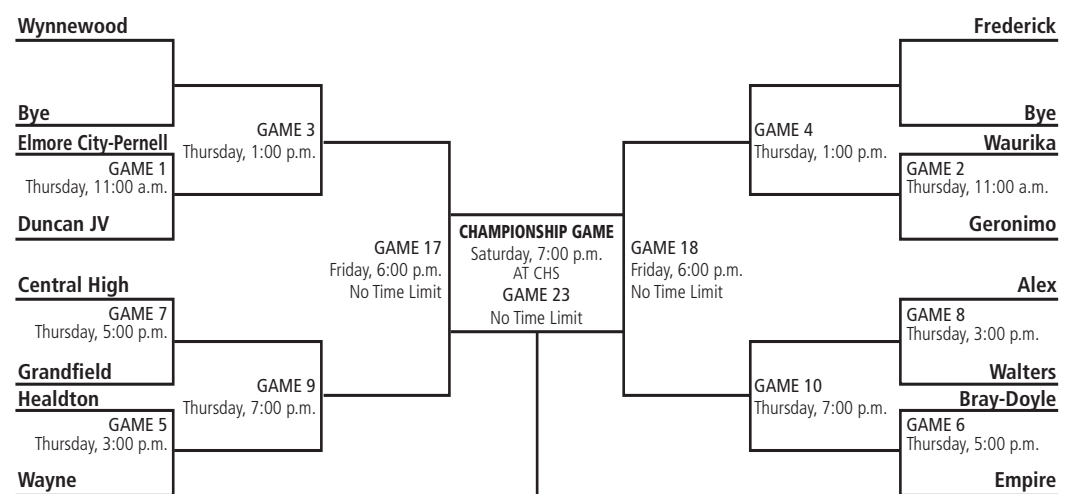 Wynnewood
Bye
GAME 3
Thursday, 1:00 p.m.
Elmore City-Pernell
GAME 1
Thursday, 11:00 a.m.
Duncan JV
GAME 17
Friday, 6:00 p.m.
No Time Limit
Central High
GAME 7
Thursday, 5:00 p.m.
Grandfield
GAME 9
Thursday, 7:00 p.m.
Healdton
GAME 5
Thursday, 3:00 p.m.
Wayne
CHAMPIONSHIP GAME
Saturday, 7:00 p.m.
AT CHS
GAME 23
No Time Limit
Frederick
Bye
GAME 4
Thursday, 1:00 p.m.
Waurika
GAME 2
Thursday, 11:00 a.m.
Geronimo
GAME 18
Friday, 6:00 p.m.
No Time Limit
Alex
GAME 8
Thursday, 3:00 p.m.
Walters
GAME 10
Thursday, 7:00 p.m.
Bray-Doyle
GAME 6
Thursday, 5:00 p.m.
Empire